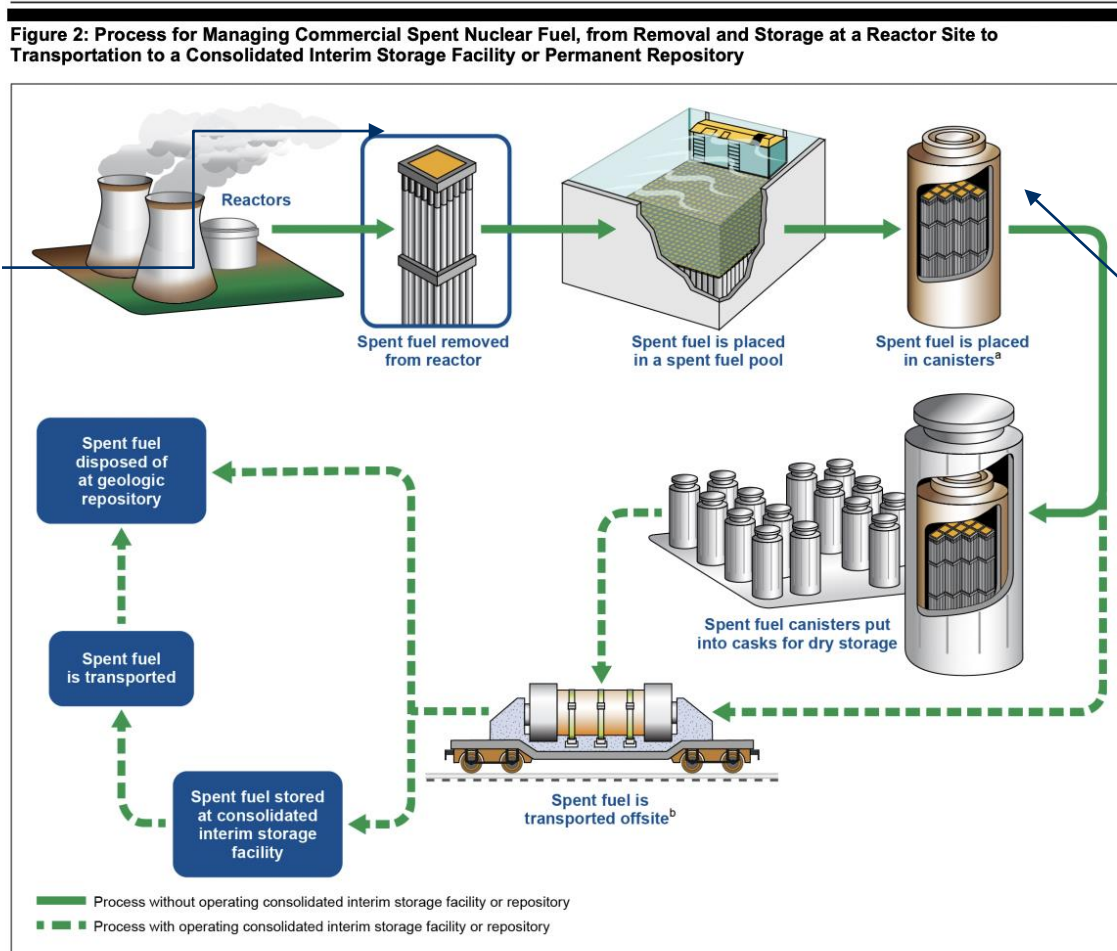 Figure 2: Process for Managing Commercial Spent Nuclear Fuel, from Removal and Storage at a Reactor Site to
Transportation to a Consolidated Interim Storage Facility or Permanent Repository
Reactors
Spent fuel removed
from reactor
Spent fuel is placed
in a spent fuel pool
Spent fuel is placed
in canistersᵃ
Spent fuel
disposed of
at geologic
repository
Spent fuel canisters put
into casks for dry storage
Spent fuel
is transported
Spent fuel stored
at consolidated
interim storage
facility
Spent fuel is
transported offsiteᵇ
Process without operating consolidated interim storage facility or repository
Process with operating consolidated interim storage facility or repository